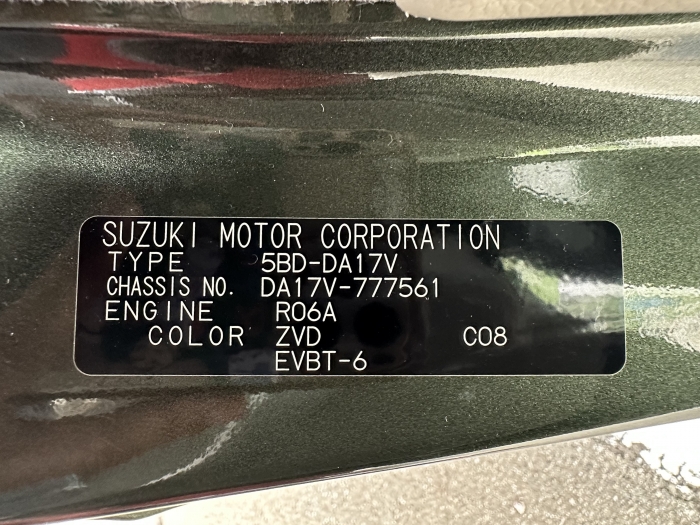 SUZUKI MOTOR CORPORATION
TYPE 5BD-DA17V
CHASSIS NO. DA17V-777561
ENGINE R06A
COLOR ZVD C08
EVBT-6